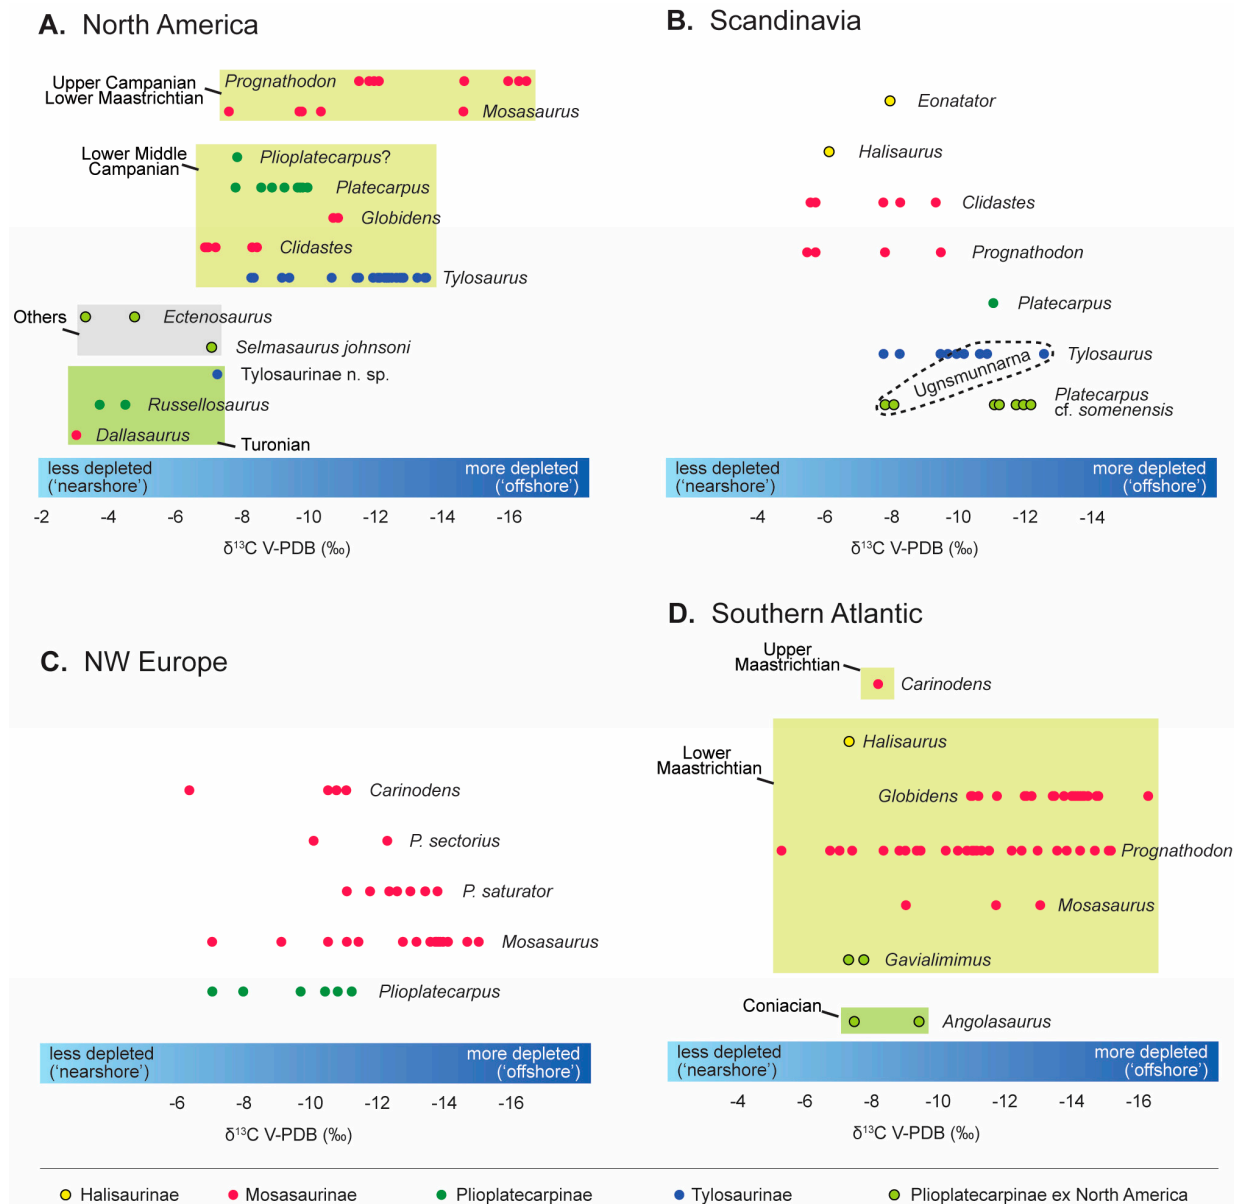 A. North America
Upper Campanian
Lower Maastrichtian
Prognathodon
Mosasaurus
Lower Middle
Campanian
Plioplatecarpus?
Platecarpus
Globidens
Clidastes
Tylosaurus
Others
Ectenosaurus
Selmasaurus johnsoni
Tylosaurinae n. sp.
Russellosaurus
Dallasaurus
Turonian
less depleted
('nearshore')
more depleted
('offshore')
-2 -4 -6 -8 -10 -12 -14 -16
δ¹³C V-PDB (‰)
B. Scandinavia
Eonatator
Halisaurus
Clidastes
Prognathodon
Platecarpus
Tylosaurus
Ugnsmunnarna
Platecarpus
cf. somenensis
less depleted
('nearshore')
more depleted
('offshore')
-4 -6 -8 -10 -12 -14
δ¹³C V-PDB (‰)
C. NW Europe
Carinodens
P. sectorius
P. saturator
Mosasaurus
Plioplatecarpus
less depleted
('nearshore')
more depleted
('offshore')
-6 -8 -10 -12 -14 -16
δ¹³C V-PDB (‰)
D. Southern Atlantic
Upper
Maastrichtian
Carinodens
Lower
Maastrichtian
Halisaurus
Globidens
Prognathodon
Mosasaurus
Gavialimimus
Coniacian
Angolasaurus
less depleted
('nearshore')
more depleted
('offshore')
-4 -6 -8 -10 -12 -14 -16
δ¹³C V-PDB (‰)
Halisaurinae Mosasaurinae Plioplatecarpinae Tylosaurinae Plioplatecarpinae ex North America